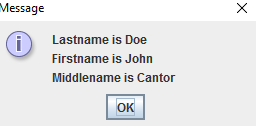 Message
Lastname is Doe
Firstname is John
Middlename is Cantor
OK